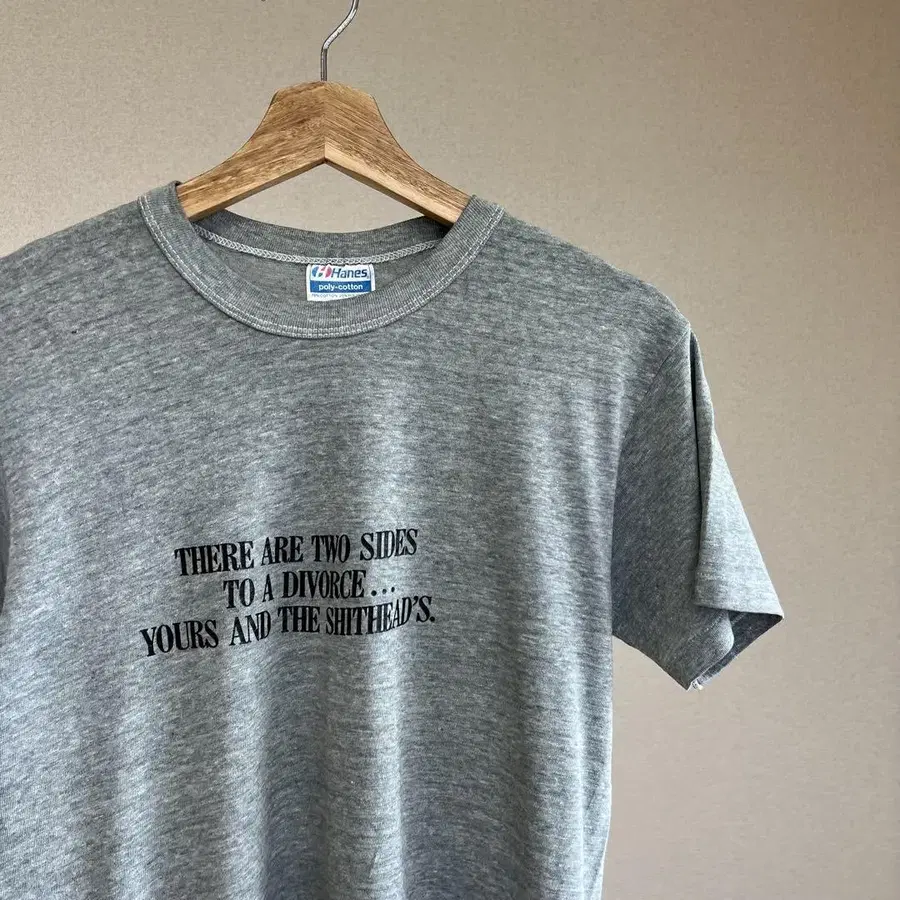 Hanes
poly-cotton
THERE ARE TWO SIDES
TO A DIVORCE...
YOURS AND THE SHITHEAD'S.